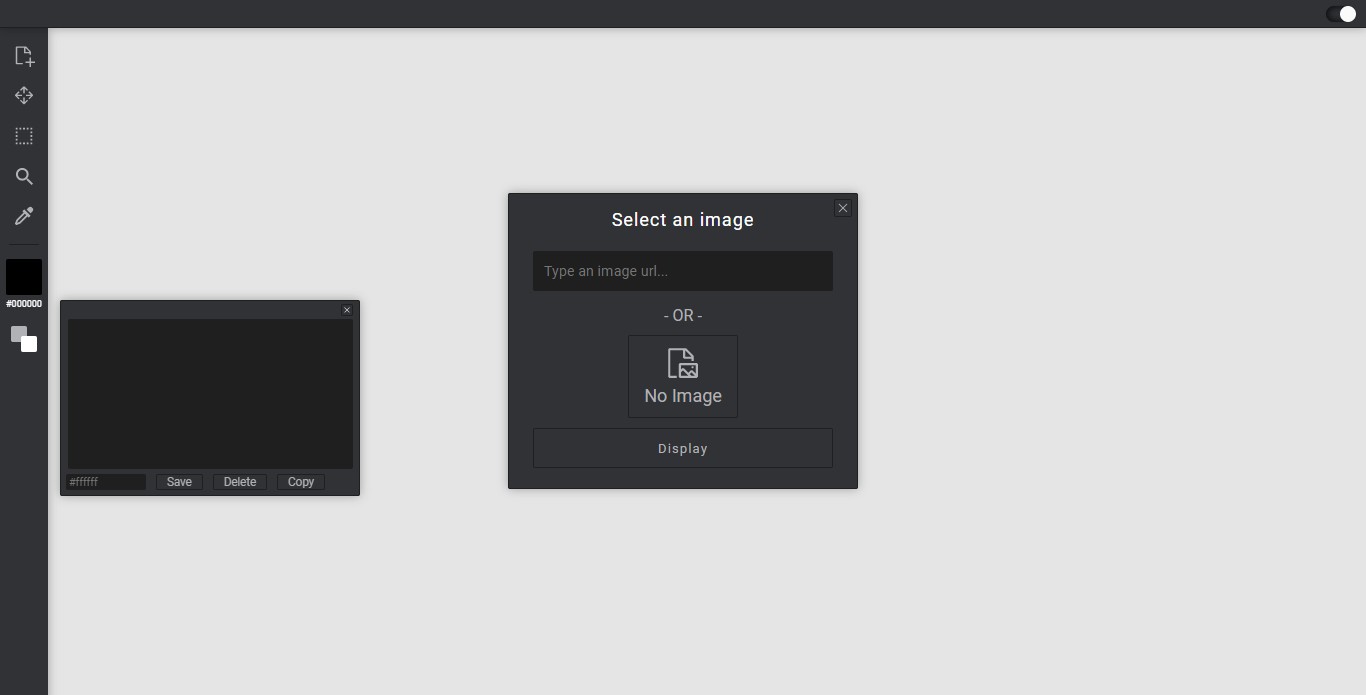 #000000
#ffffff
Save
Delete
Copy
Select an image
Type an image url...
- OR -
No Image
Display